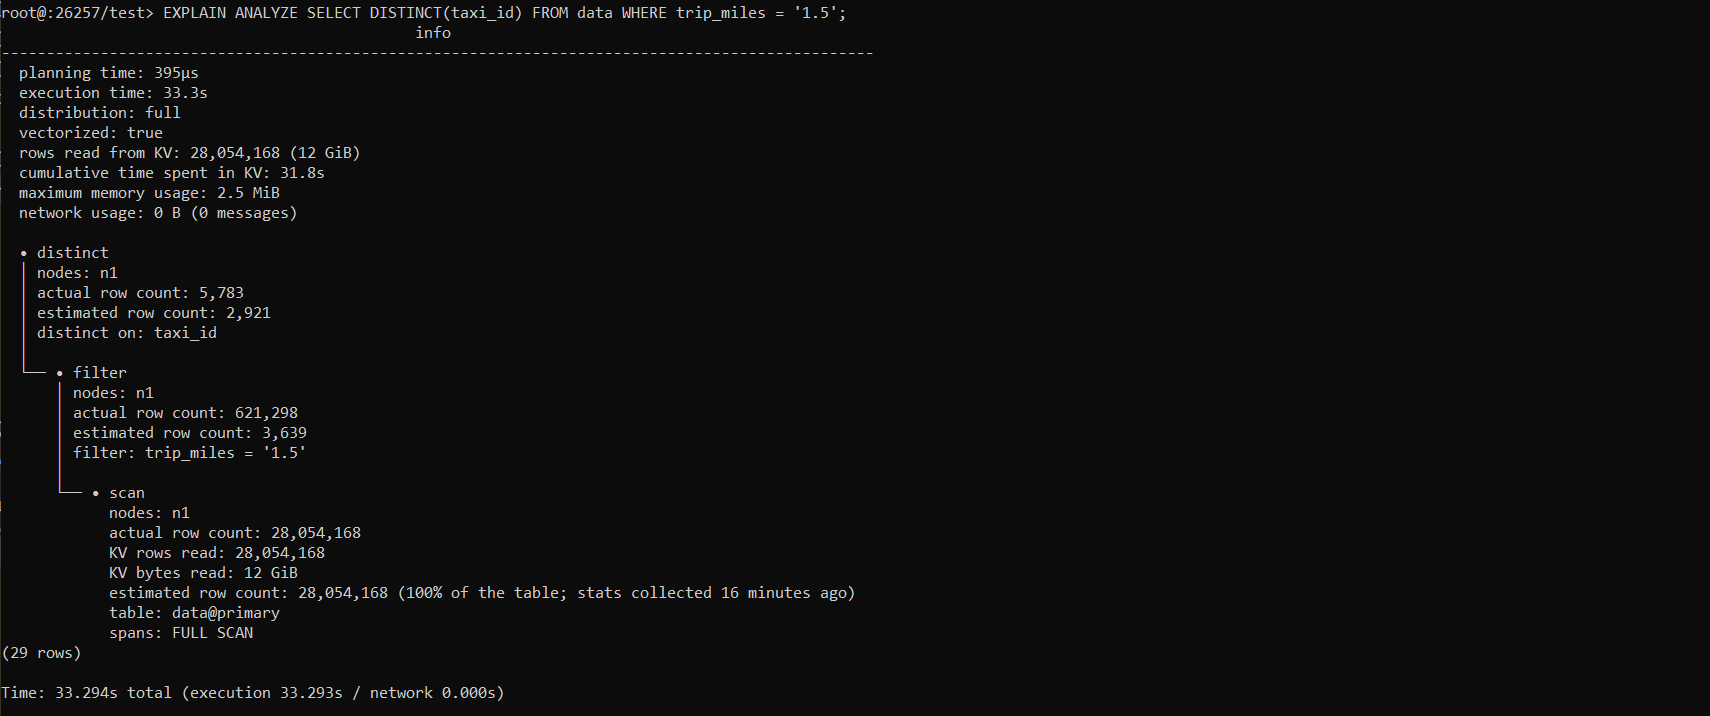 root@:26257/test> EXPLAIN ANALYZE SELECT DISTINCT(taxi_id) FROM data WHERE trip_miles = '1.5';
info
-------------------------------------------------------------------------------------------------
planning time: 395µs
execution time: 33.3s
distribution: full
vectorized: true
rows read from KV: 28,054,168 (12 GiB)
cumulative time spent in KV: 31.8s
maximum memory usage: 2.5 MiB
network usage: 0 B (0 messages)
• distinct
│ nodes: n1
│ actual row count: 5,783
│ estimated row count: 2,921
│ distinct on: taxi_id
│
└── • filter
│ nodes: n1
│ actual row count: 621,298
│ estimated row count: 3,639
│ filter: trip_miles = '1.5'
│
└── • scan
nodes: n1
actual row count: 28,054,168
KV rows read: 28,054,168
KV bytes read: 12 GiB
estimated row count: 28,054,168 (100% of the table; stats collected 16 minutes ago)
table: data@primary
spans: FULL SCAN
(29 rows)
Time: 33.294s total (execution 33.293s / network 0.000s)